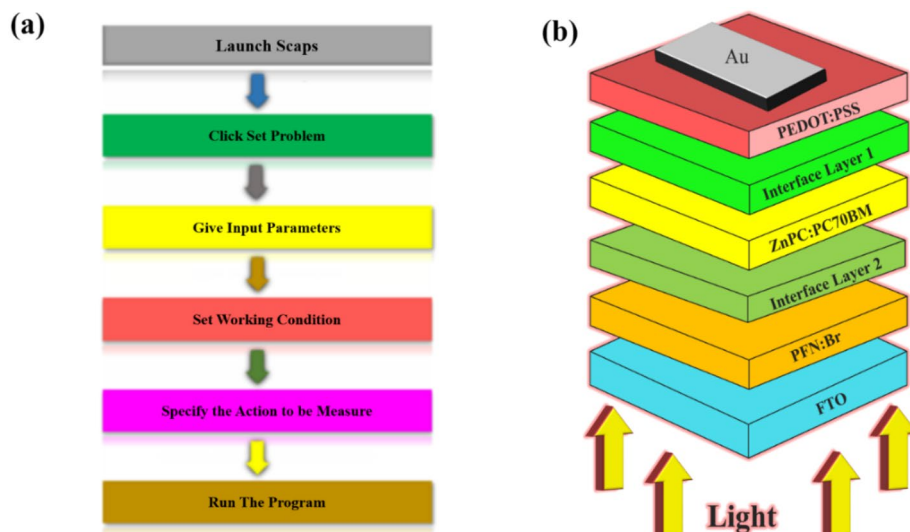 (a)
Launch Scaps
Click Set Problem
Give Input Parameters
Set Working Condition
Specify the Action to be Measure
Run The Program
(b)
Au
PEDOT:PSS
Interface Layer 1
ZnPC:PC70BM
Interface Layer 2
PFN:Br
FTO
Light